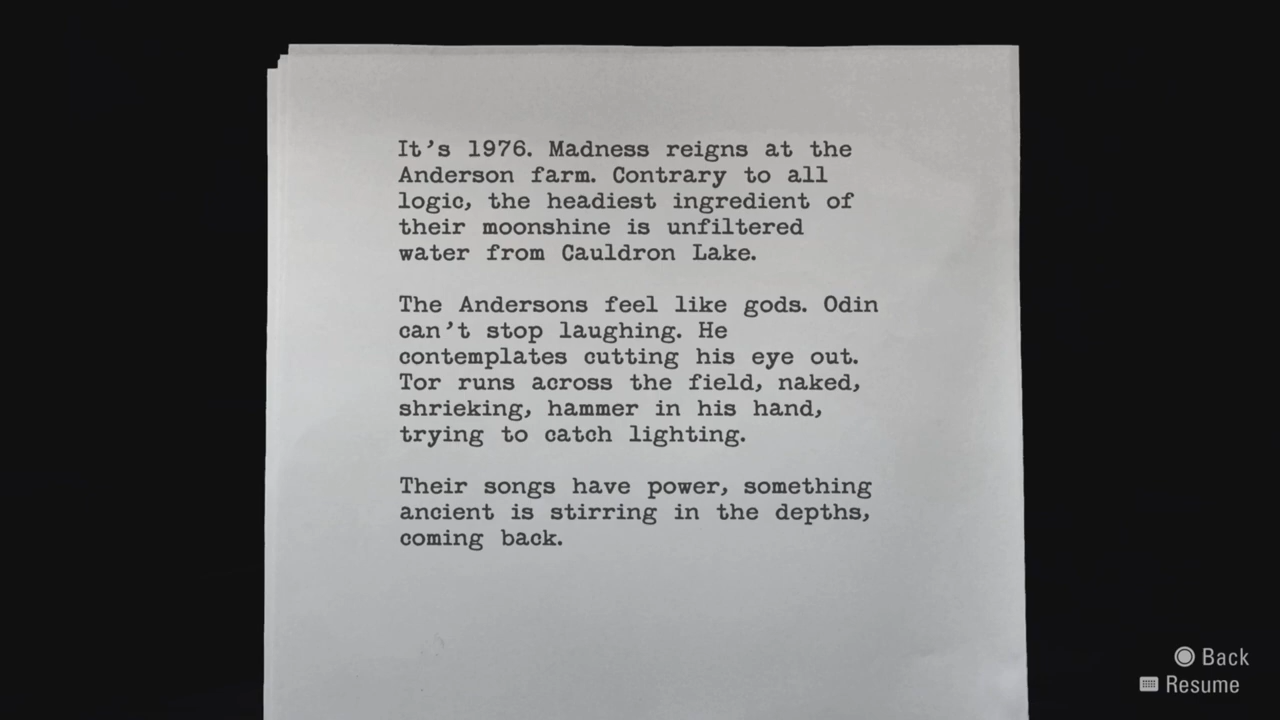 It's 1976. Madness reigns at the
Anderson farm. Contrary to all
logic, the headiest ingredient of
their moonshine is unfiltered
water from Cauldron Lake.
The Andersons feel like gods. Odin
can't stop laughing. He
contemplates cutting his eye out.
Tor runs across the field, naked,
shrieking, hammer in his hand,
trying to catch lighting.
Their songs have power, something
ancient is stirring in the depths,
coming back.
Back
Resume